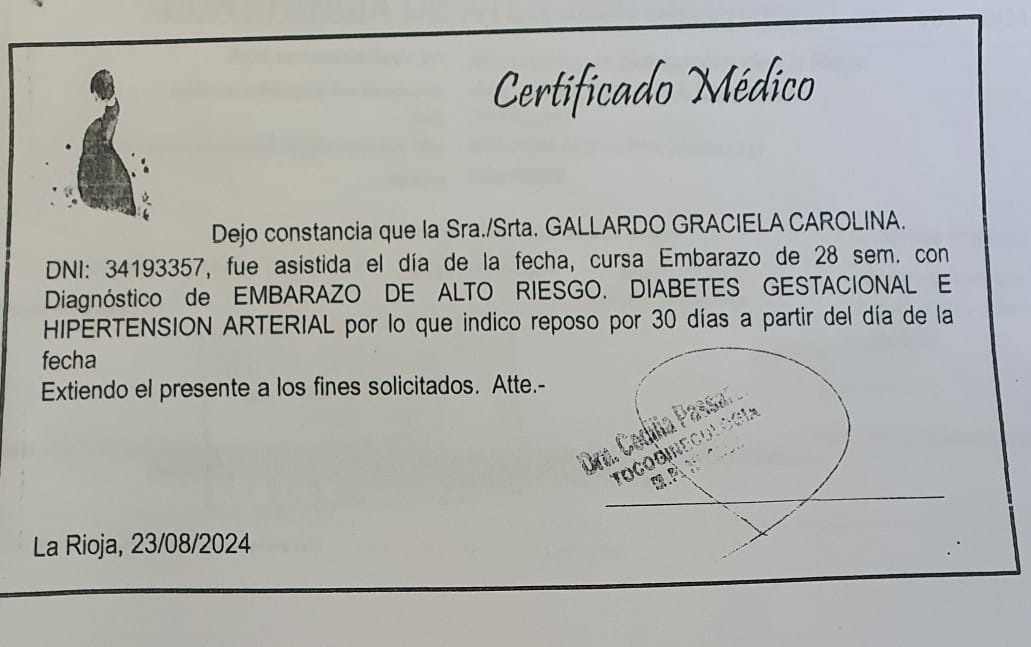 Certificado Médico
Dejo constancia que la Sra./Srta. GALLARDO GRACIELA CAROLINA.
DNI: 34193357, fue asistida el día de la fecha, cursa Embarazo de 28 sem. con
Diagnóstico de EMBARAZO DE ALTO RIESGO. DIABETES GESTACIONAL E
HIPERTENSION ARTERIAL por lo que indico reposo por 30 días a partir del día de la
fecha
Extiendo el presente a los fines solicitados. Atte.-
Dra. Cecilia
TOCOGINECOLOGIA
M.P. N°
La Rioja, 23/08/2024